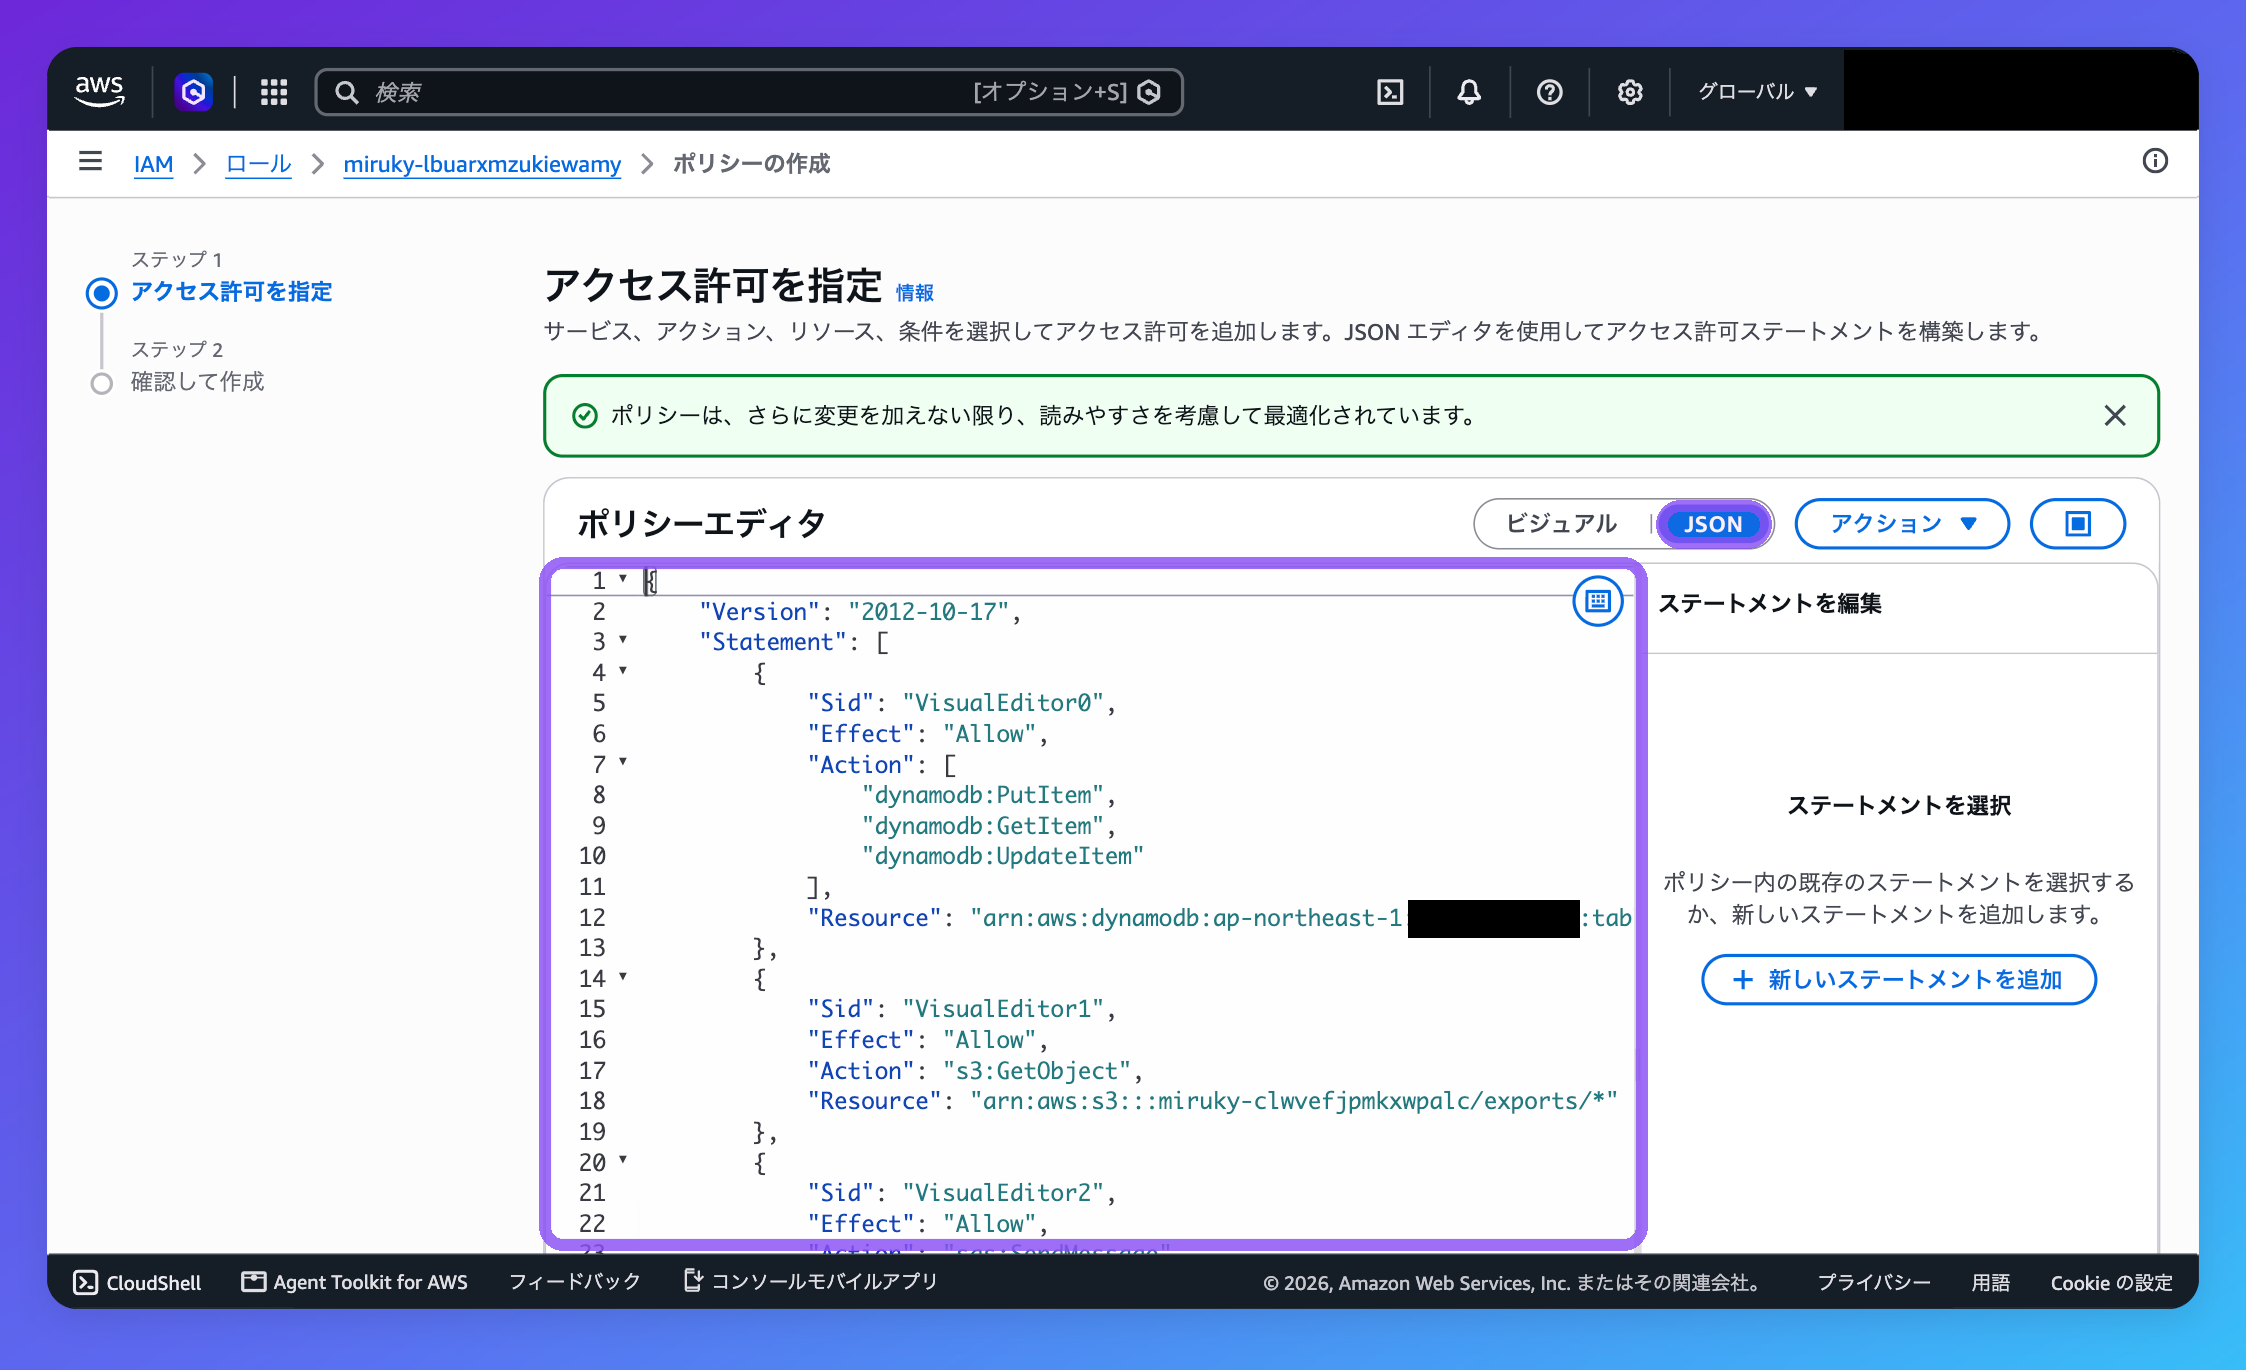 aws
検索
[オプション+S]
グローバル ▼
IAM > ロール > miruky-lbuarxmzukiewamy > ポリシーの作成
ステップ 1
アクセス許可を指定
ステップ 2
確認して作成
アクセス許可を指定 情報
サービス、アクション、リソース、条件を選択してアクセス許可を追加します。JSON エディタを使用してアクセス許可ステートメントを構築します。
ポリシーは、さらに変更を加えない限り、読みやすさを考慮して最適化されています。
ポリシーエディタ
ビジュアル
JSON
アクション ▼
1 {
2 "Version": "2012-10-17",
3 "Statement": [
4 {
5 "Sid": "VisualEditor0",
6 "Effect": "Allow",
7 "Action": [
8 "dynamodb:PutItem",
9 "dynamodb:GetItem",
10 "dynamodb:UpdateItem"
11 ],
12 "Resource": "arn:aws:dynamodb:ap-northeast-1: :tab
13 },
14 {
15 "Sid": "VisualEditor1",
16 "Effect": "Allow",
17 "Action": "s3:GetObject",
18 "Resource": "arn:aws:s3:::miruky-clwvefjpmkxwpalc/exports/*"
19 },
20 {
21 "Sid": "VisualEditor2",
22 "Effect": "Allow",
23 "Action": "sqs:SendMessage"
ステートメントを編集
ステートメントを選択
ポリシー内の既存のステートメントを選択する
か、新しいステートメントを追加します。
+ 新しいステートメントを追加
CloudShell
Agent Toolkit for AWS
フィードバック
コンソールモバイルアプリ
© 2026, Amazon Web Services, Inc. またはその関連会社。
プライバシー
用語
Cookie の設定